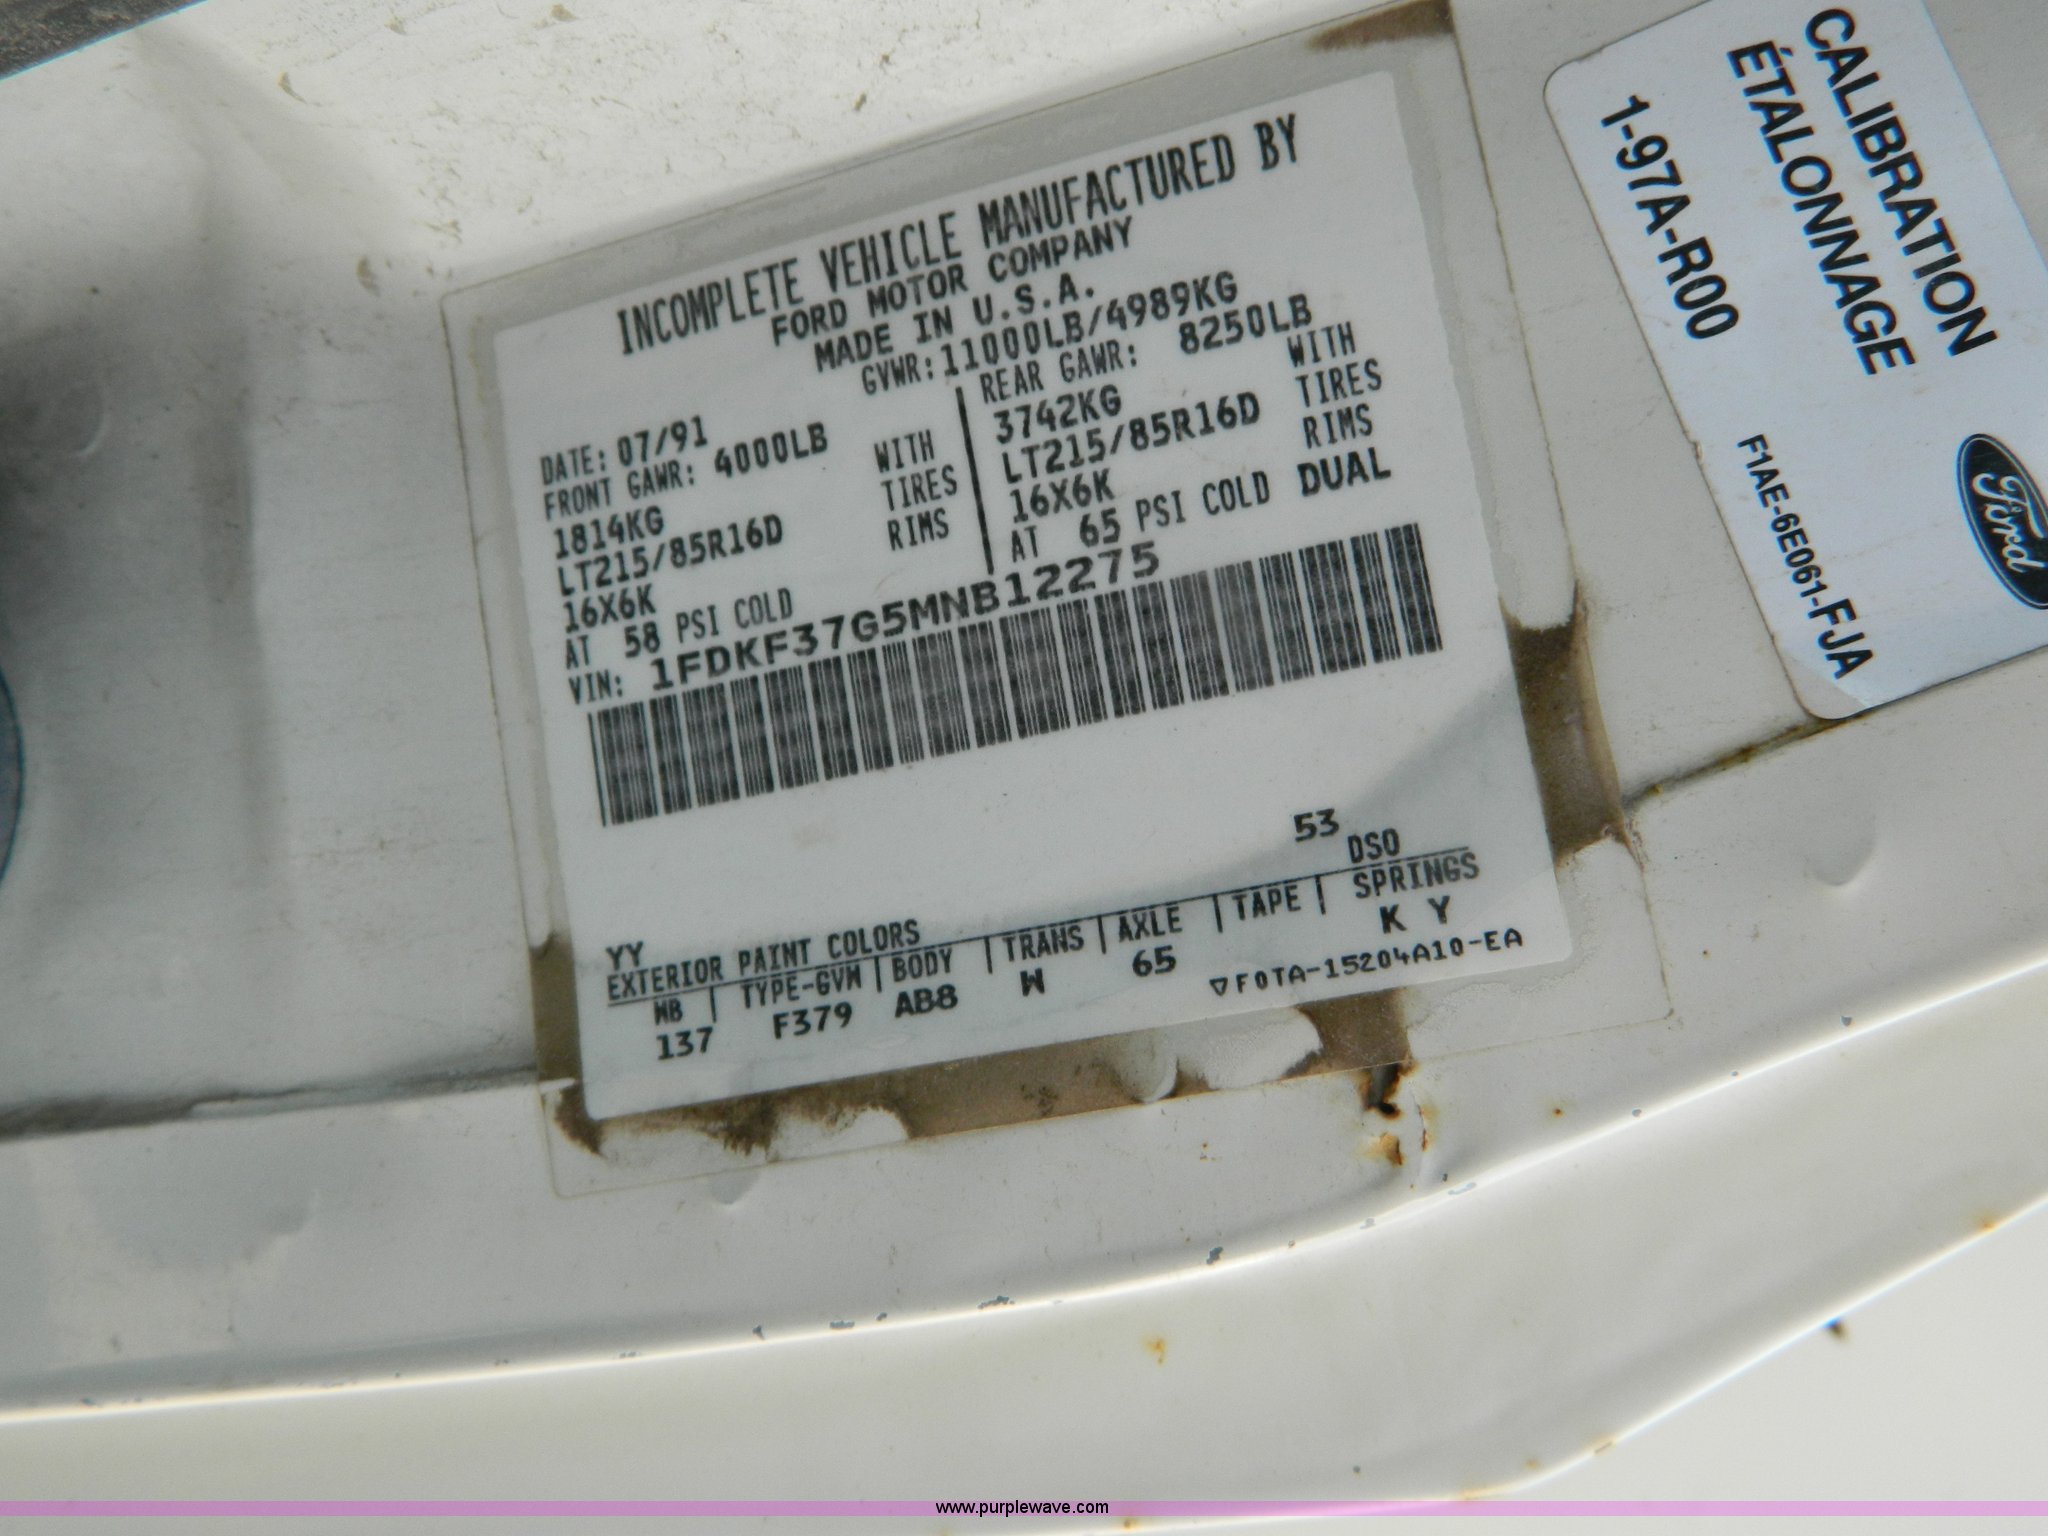 INCOMPLETE VEHICLE MANUFACTURED BY
FORD MOTOR COMPANY
MADE IN U.S.A.
GVWR: 11000LB/4989KG
DATE: 07/91
FRONT GAWR: 4000LB
1814KG WITH
LT215/85R16D TIRES
16X6K RIMS
AT 58 PSI COLD
REAR GAWR: 8250LB
3742KG WITH
LT215/85R16D TIRES
16X6K RIMS
AT 65 PSI COLD DUAL
VIN: 1FDKF37G5MNB12275
53
YY DSO
EXTERIOR PAINT COLORS
WB | TYPE-GVW | BODY | TRANS | AXLE | TAPE | SPRINGS
137 F379 AB8 W 65 K Y
▽F0TA-15204A10-EA
CALIBRATION
ÉTALONNAGE
1-97A-R00
Ford
F1AE-6E061-FJA
www.purplewave.com